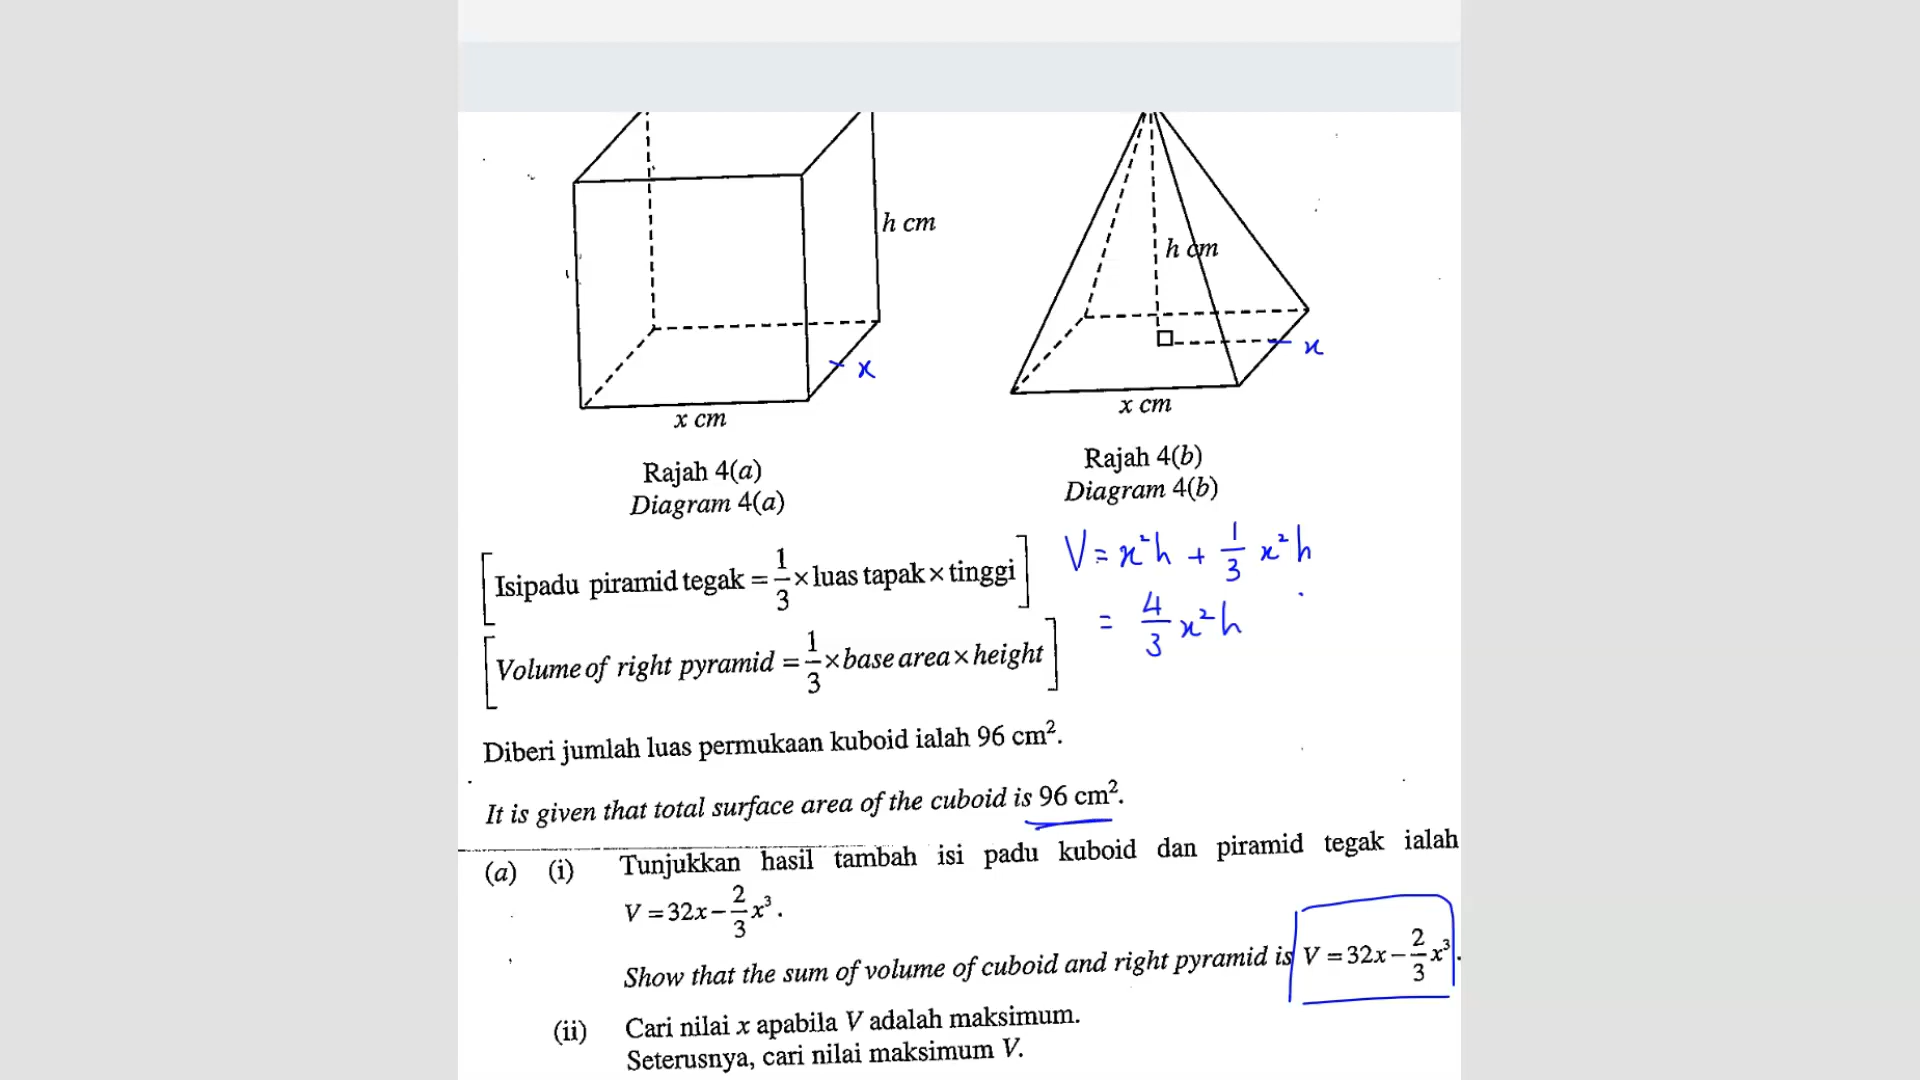 h cm
h cm
x
x
x cm
x cm
Rajah 4(a)
Diagram 4(a)
Rajah 4(b)
Diagram 4(b)
[Isipadu piramid tegak = 1/3 × luas tapak × tinggi]
V = x²h + 1/3 x²h
= 4/3 x²h
[Volume of right pyramid = 1/3 × base area × height]
Diberi jumlah luas permukaan kuboid ialah 96 cm².
It is given that total surface area of the cuboid is 96 cm².
(a) (i) Tunjukkan hasil tambah isi padu kuboid dan piramid tegak ialah
V = 32x − 2/3 x³.
Show that the sum of volume of cuboid and right pyramid is V = 32x − 2/3 x³.
(ii) Cari nilai x apabila V adalah maksimum.
Seterusnya, cari nilai maksimum V.